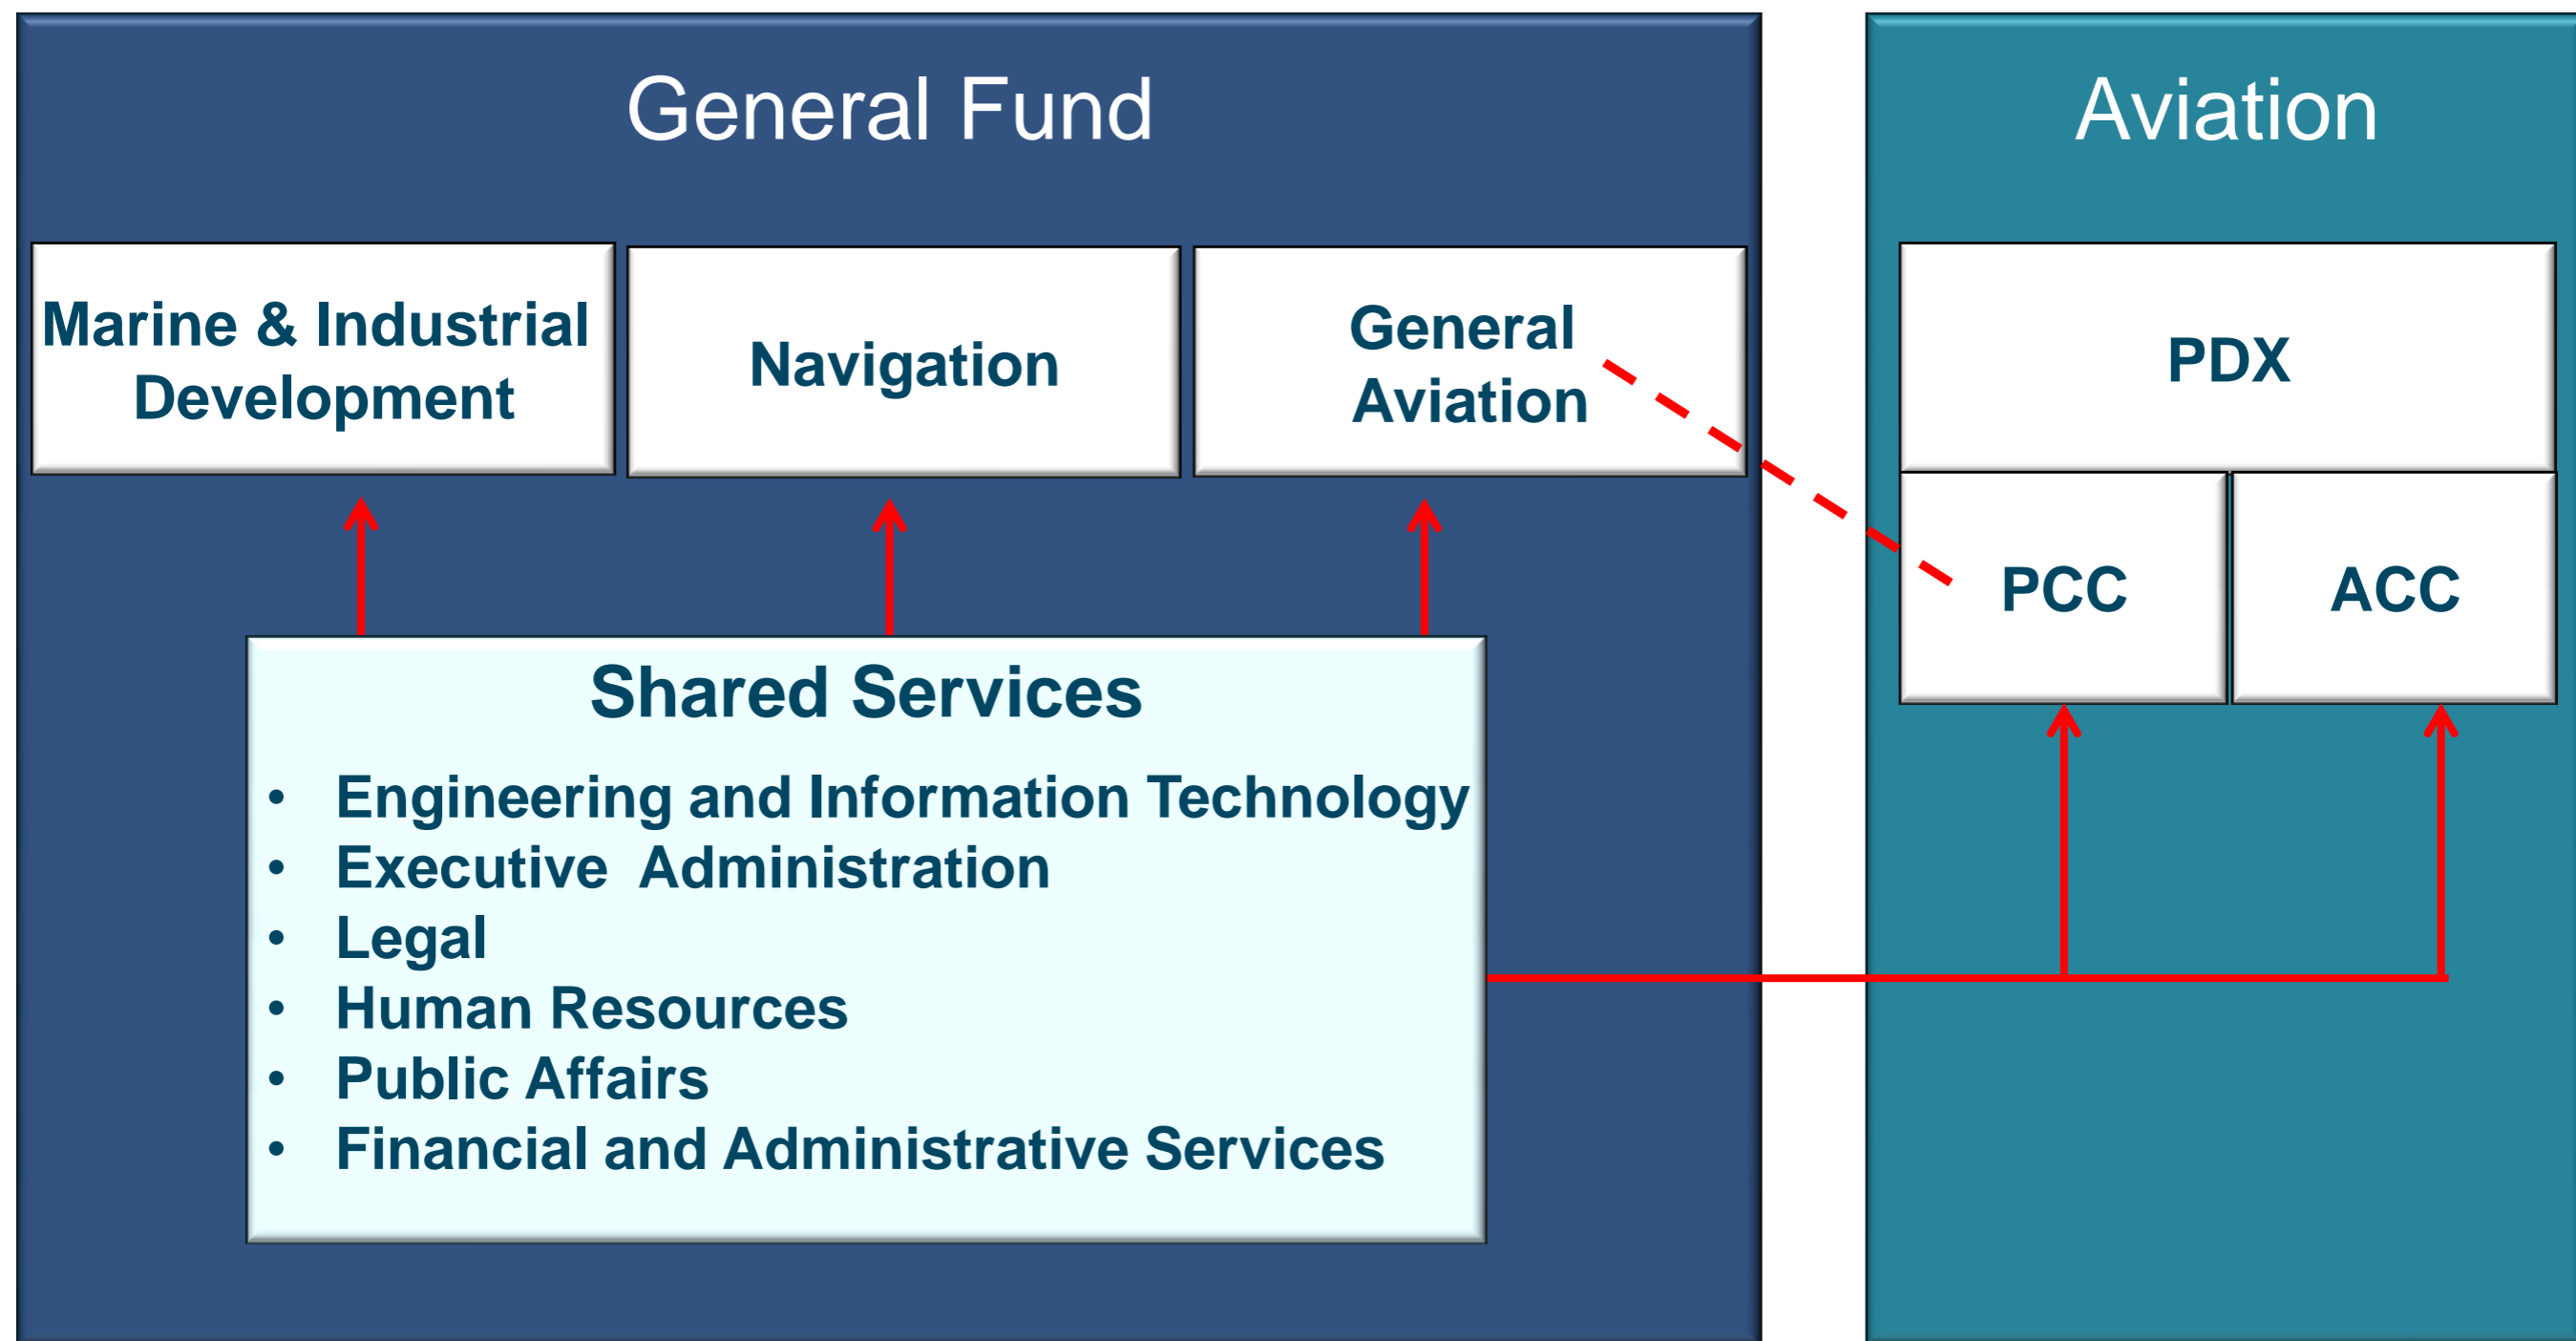 General Fund
Marine & Industrial
Development
Navigation
General
Aviation
Shared Services
• Engineering and Information Technology
• Executive  Administration
• Legal
• Human Resources
• Public Affairs
• Financial and Administrative Services
Aviation
PDX
PCC
ACC